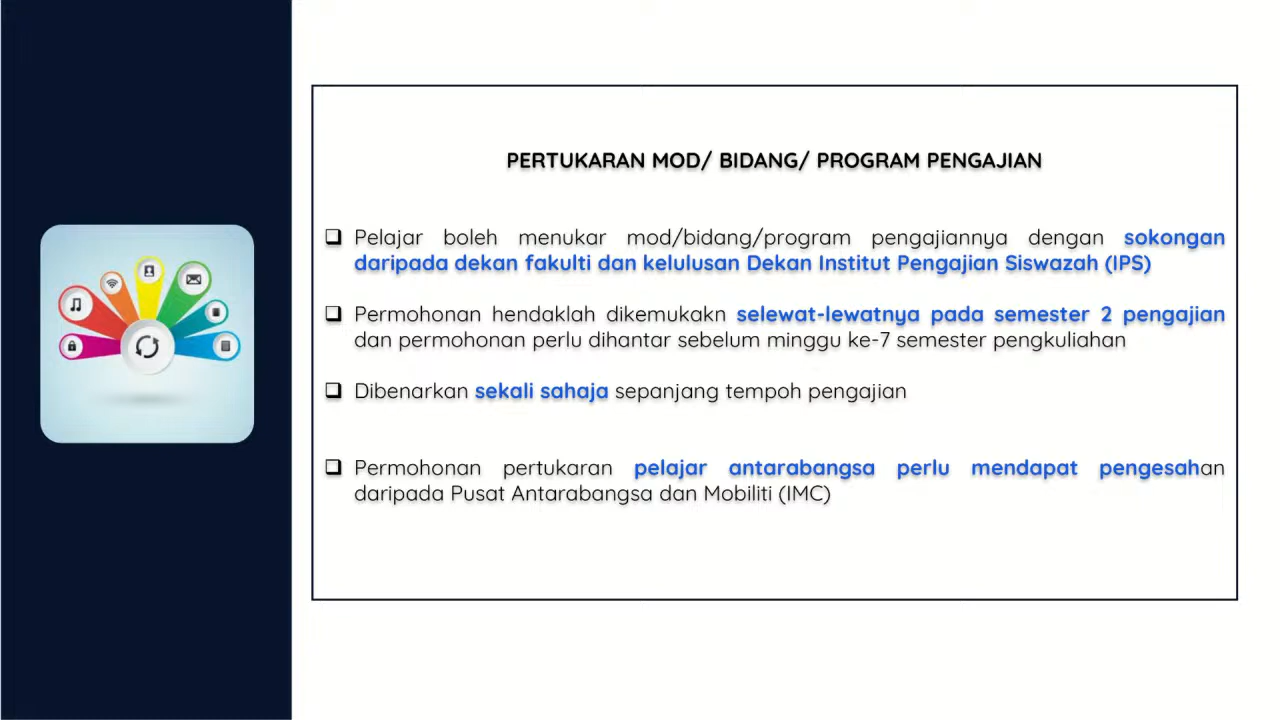 PERTUKARAN MOD/ BIDANG/ PROGRAM PENGAJIAN
Pelajar boleh menukar mod/bidang/program pengajiannya dengan sokongan
daripada dekan fakulti dan kelulusan Dekan Institut Pengajian Siswazah (IPS)
Permohonan hendaklah dikemukakn selewat-lewatnya pada semester 2 pengajian
dan permohonan perlu dihantar sebelum minggu ke-7 semester pengkuliahan
Dibenarkan sekali sahaja sepanjang tempoh pengajian
Permohonan pertukaran pelajar antarabangsa perlu mendapat pengesahan
daripada Pusat Antarabangsa dan Mobiliti (IMC)